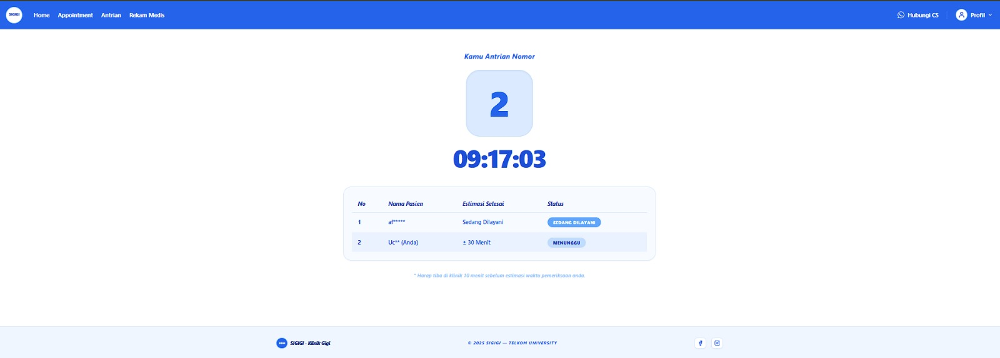 SIGIGI Home Appointment Antrian Rekam Medis Hubungi CS Profil
Kamu Antrian Nomor
2
09:17:03
No Nama Pasien Estimasi Selesai Status
1 af***** Sedang Dilayani SEDANG DILAYANI
2 Uc** (Anda) ± 30 Menit MENUNGGU
* Harap tiba di klinik 10 menit sebelum estimasi waktu pemeriksaan anda.
SIGIGI - Klinik Gigi © 2025 SIGIGI — TELKOM UNIVERSITY